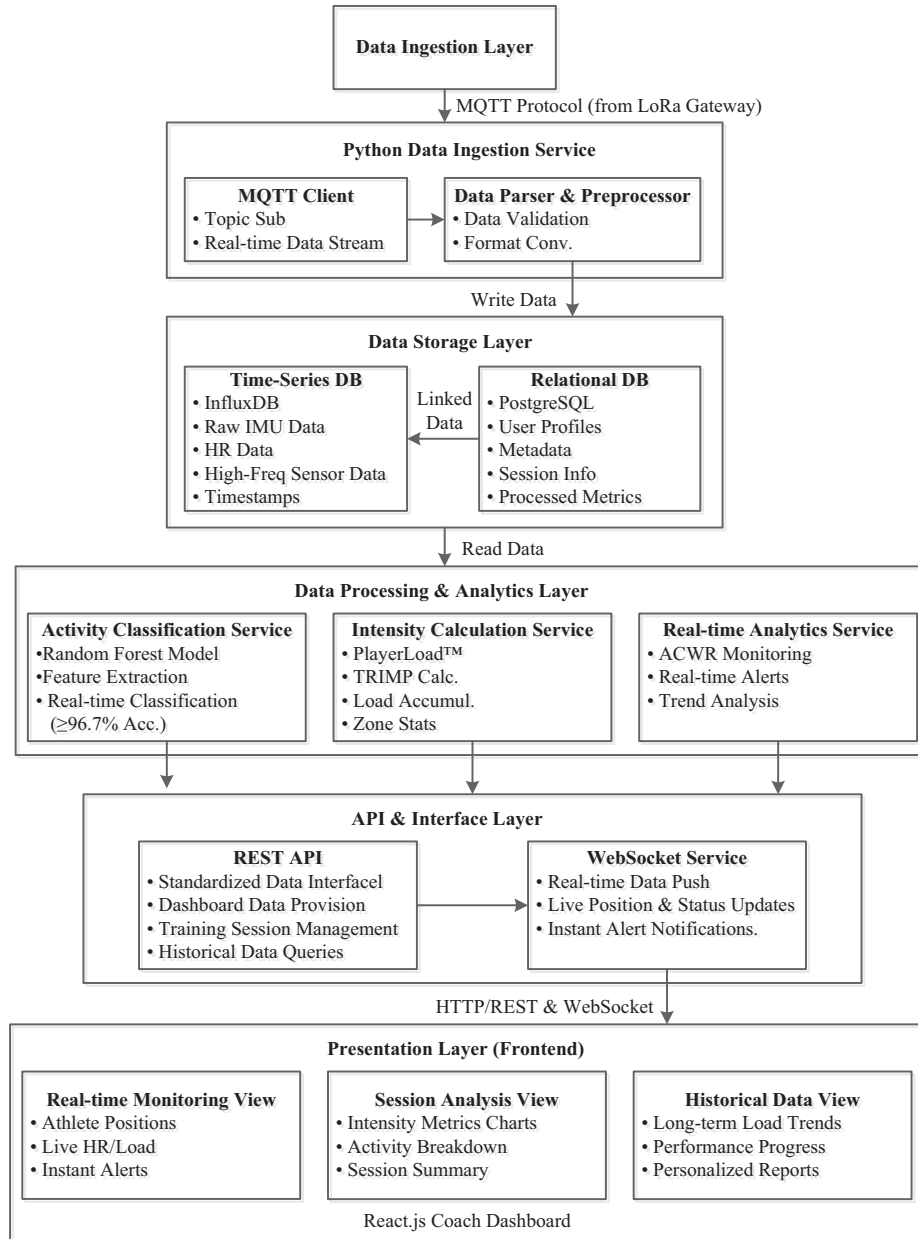 Data Ingestion Layer
MQTT Protocol (from LoRa Gateway)
Python Data Ingestion Service
MQTT Client
• Topic Sub
• Real-time Data Stream
Data Parser & Preprocessor
• Data Validation
• Format Conv.
Write Data
Data Storage Layer
Time-Series DB
• InfluxDB
• Raw IMU Data
• HR Data
• High-Freq Sensor Data
• Timestamps
Linked
Data
Relational DB
• PostgreSQL
• User Profiles
• Metadata
• Session Info
• Processed Metrics
Read Data
Data Processing & Analytics Layer
Activity Classification Service
•Random Forest Model
•Feature Extraction
• Real-time Classification
(≥96.7% Acc.)
Intensity Calculation Service
• PlayerLoad™
• TRIMP Calc.
• Load Accumul.
• Zone Stats
Real-time Analytics Service
• ACWR Monitoring
• Real-time Alerts
• Trend Analysis
API & Interface Layer
REST API
• Standardized Data Interfacel
• Dashboard Data Provision
• Training Session Management
• Historical Data Queries
WebSocket Service
• Real-time Data Push
• Live Position & Status Updates
• Instant Alert Notifications.
HTTP/REST & WebSocket
Presentation Layer (Frontend)
Real-time Monitoring View
• Athlete Positions
• Live HR/Load
• Instant Alerts
Session Analysis View
• Intensity Metrics Charts
• Activity Breakdown
• Session Summary
Historical Data View
• Long-term Load Trends
• Performance Progress
• Personalized Reports
React.js Coach Dashboard